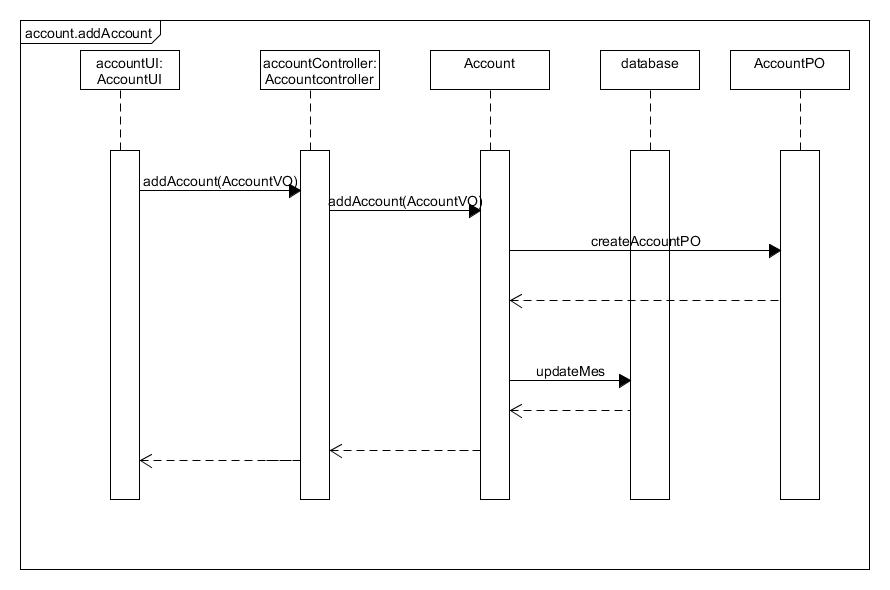 account.addAccount
accountUI:
AccountUI
accountController:
Accountcontroller
Account
database
AccountPO
addAccount(AccountVO)
addAccount(AccountVO)
createAccountPO
updateMes